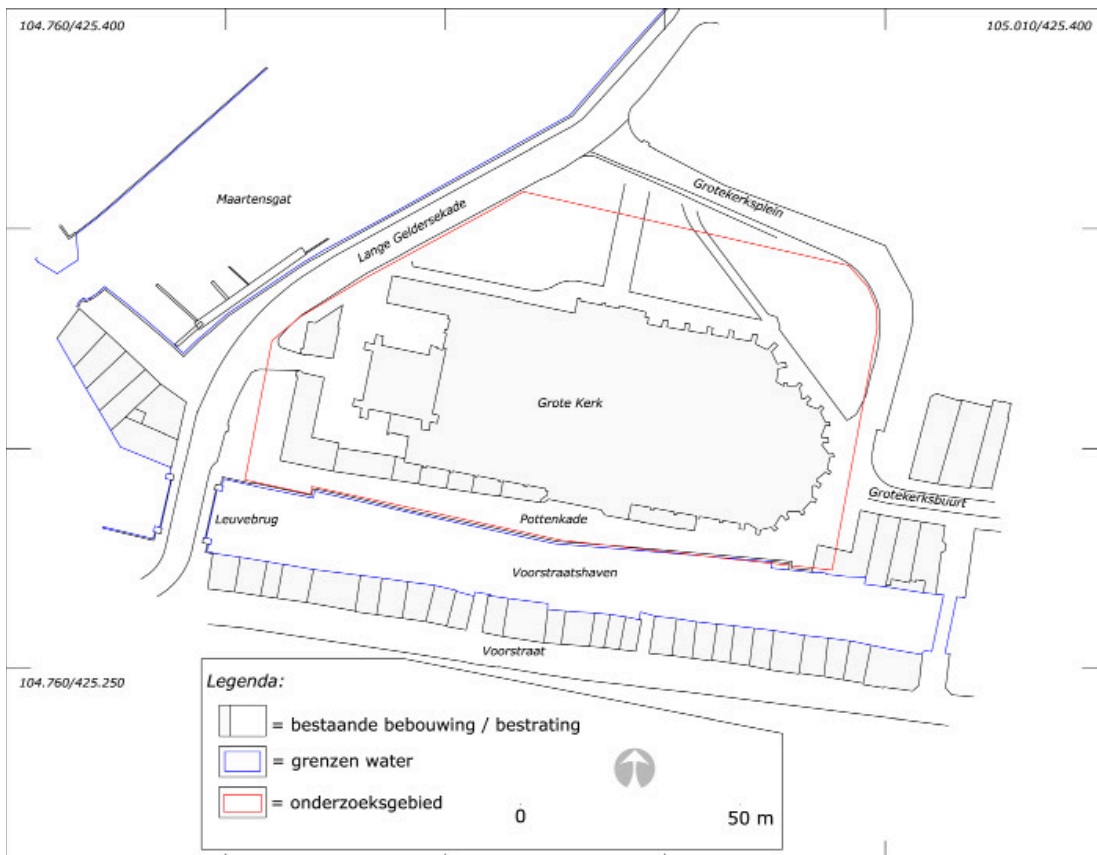 104.760/425.400
105.010/425.400
Maartensgat
Grotekerksplein
Lange Geldersekade
Grote Kerk
Grotekerksbuurt
Leuvebrug
Pottenkade
Voorstraatshaven
Voorstraat
104.760/425.250
Legenda:
= bestaande bebouwing / bestrating
= grenzen water
= onderzoeksgebied
0
50 m